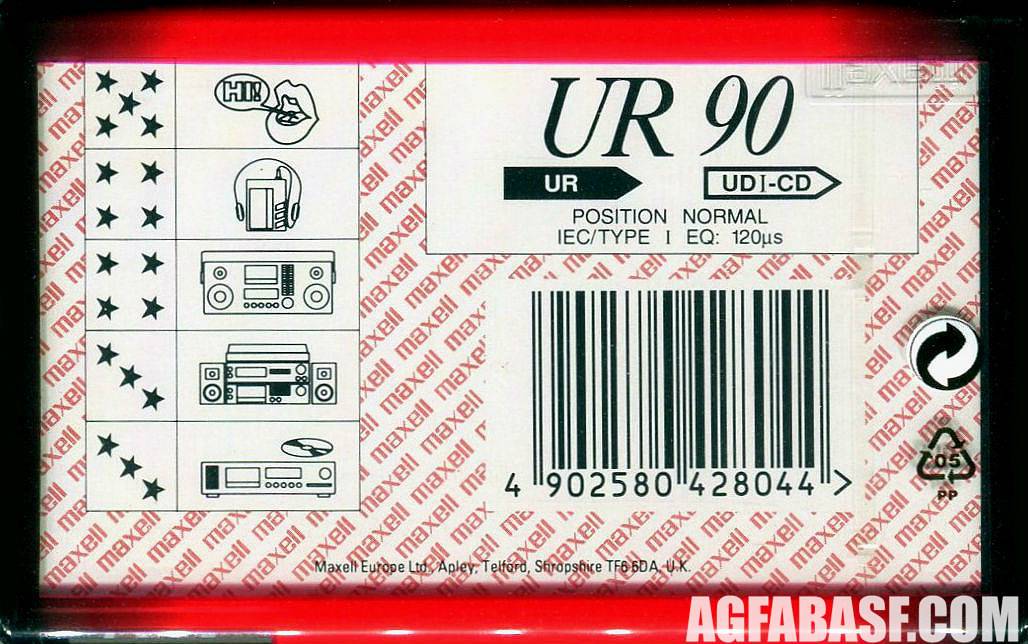 HI!
UR 90
UR
UDI-CD
POSITION NORMAL
IEC/TYPE I EQ: 120µs
maxell
4 902580 428044 >
05
PP
Maxell Europe Ltd., Apley, Telford, Shropshire TF6 6DA, U.K.
AGFABASF.COM